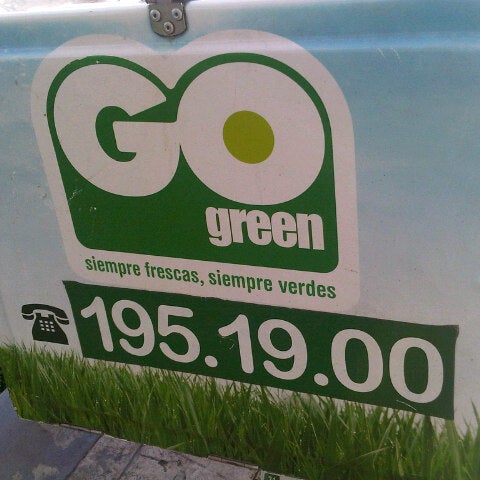 GO
green
siempre frescas, siempre verdes
195.19.00